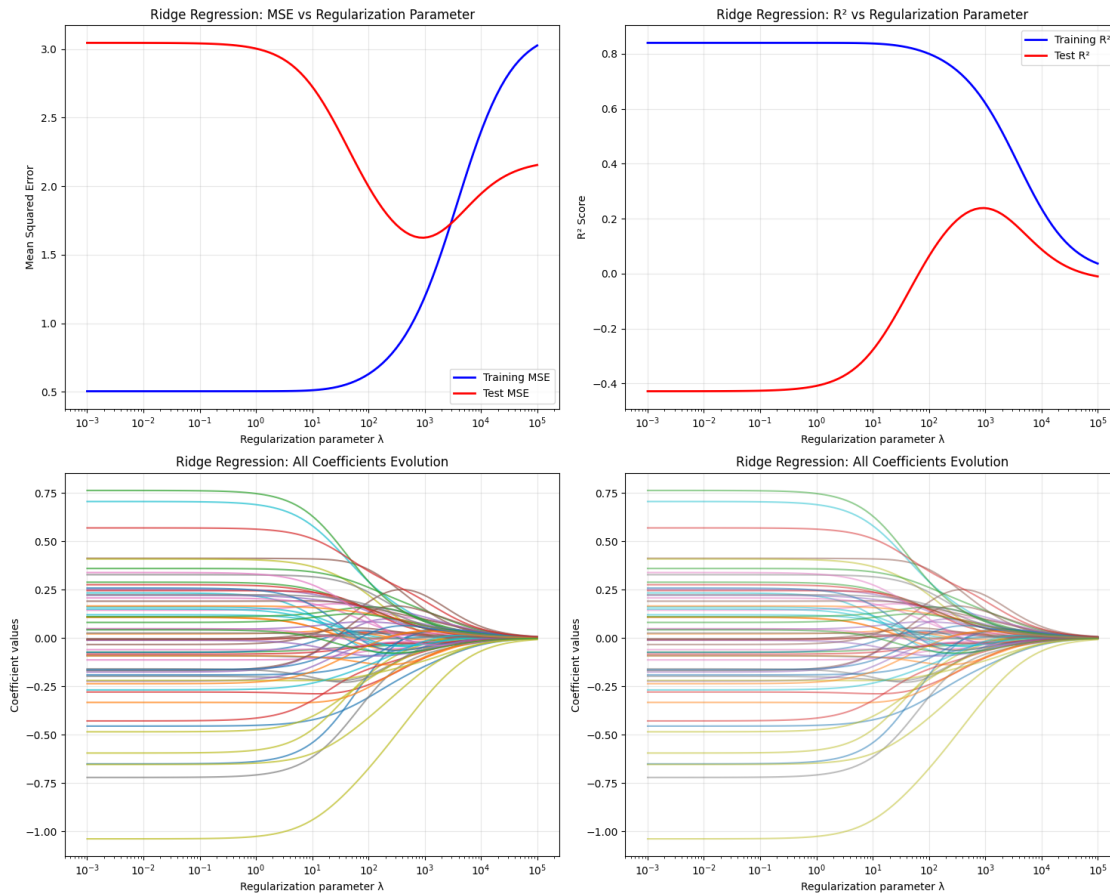 Ridge Regression: MSE vs Regularization Parameter
Mean Squared Error
3.0
2.5
2.0
1.5
1.0
0.5
Training MSE
Test MSE
10⁻³ 10⁻² 10⁻¹ 10⁰ 10¹ 10² 10³ 10⁴ 10⁵
Regularization parameter λ
Ridge Regression: R² vs Regularization Parameter
R² Score
0.8
0.6
0.4
0.2
0.0
−0.2
−0.4
Training R²
Test R²
10⁻³ 10⁻² 10⁻¹ 10⁰ 10¹ 10² 10³ 10⁴ 10⁵
Regularization parameter λ
Ridge Regression: All Coefficients Evolution
Coefficient values
0.75
0.50
0.25
0.00
−0.25
−0.50
−0.75
−1.00
10⁻³ 10⁻² 10⁻¹ 10⁰ 10¹ 10² 10³ 10⁴ 10⁵
Regularization parameter λ
Ridge Regression: All Coefficients Evolution
Coefficient values
0.75
0.50
0.25
0.00
−0.25
−0.50
−0.75
−1.00
10⁻³ 10⁻² 10⁻¹ 10⁰ 10¹ 10² 10³ 10⁴ 10⁵
Regularization parameter λ